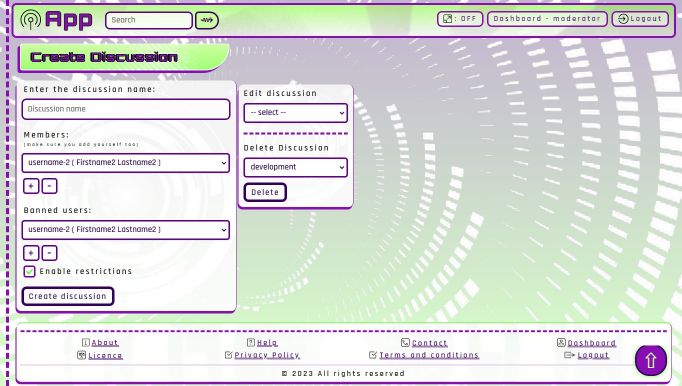 App
Search
: OFF
Dashboard - moderator
Logout
Create Discussion
Enter the discussion name:
Discussion name
Members:
(make sure you add yourself too)
username-2 ( Firstname2 Lastname2 )
+ -
Banned users:
username-2 ( Firstname2 Lastname2 )
+ -
Enable restrictions
Create discussion
Edit discussion
-- select --
Delete Discussion
development
Delete
About Help Contact Dashboard
Licence Privacy Policy Terms and conditions Logout
© 2023 All rights reserved